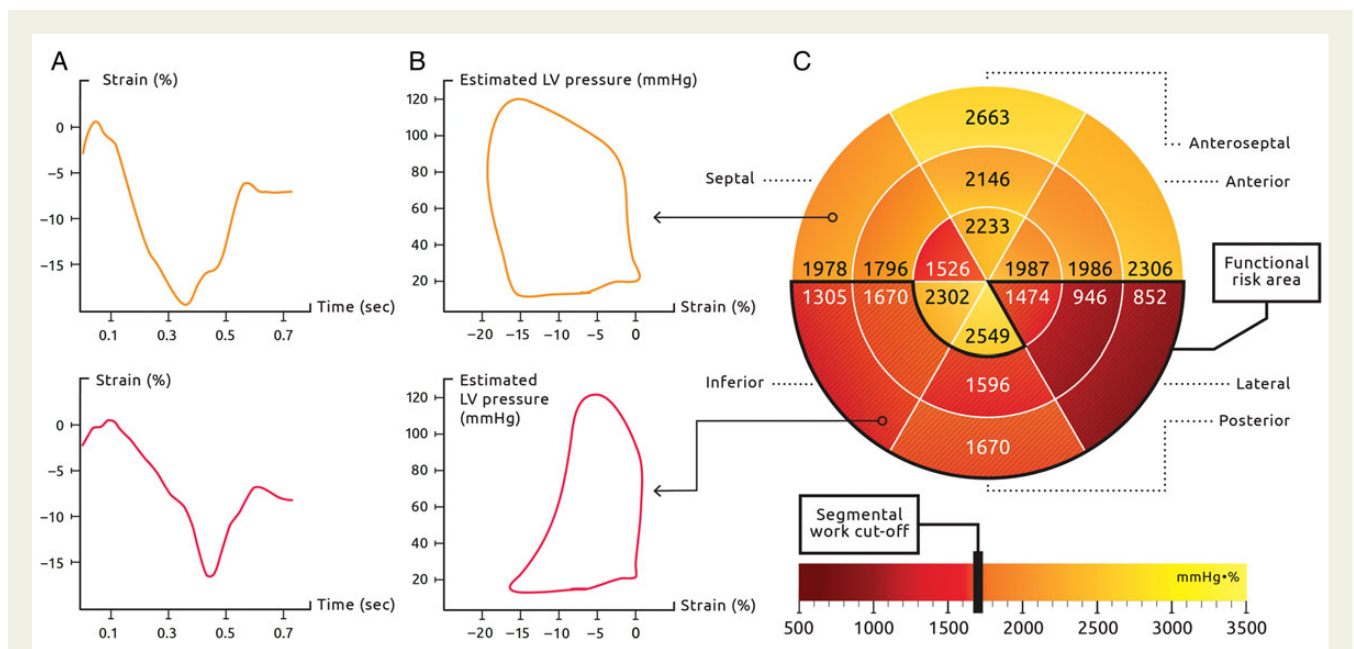 A
Strain (%)
0
−5
−10
−15
0.1 0.3 0.5 0.7
Time (sec)
Strain (%)
0
−5
−10
−15
0.1 0.3 0.5 0.7
Time (sec)
B
Estimated LV pressure (mmHg)
120
100
80
60
40
20
−20 −15 −10 −5 0
Strain (%)
Estimated
LV pressure
(mmHg)
120
100
80
60
40
20
−20 −15 −10 −5 0
Strain (%)
C
2663
2146
2233
1978 1796 1526 1987 1986 2306
1305 1670 2302 1474 946 852
2549
1596
1670
Anteroseptal
Septal
Anterior
Functional
risk area
Inferior
Lateral
Posterior
Segmental
work cut-off
mmHg•%
500 1000 1500 2000 2500 3000 3500